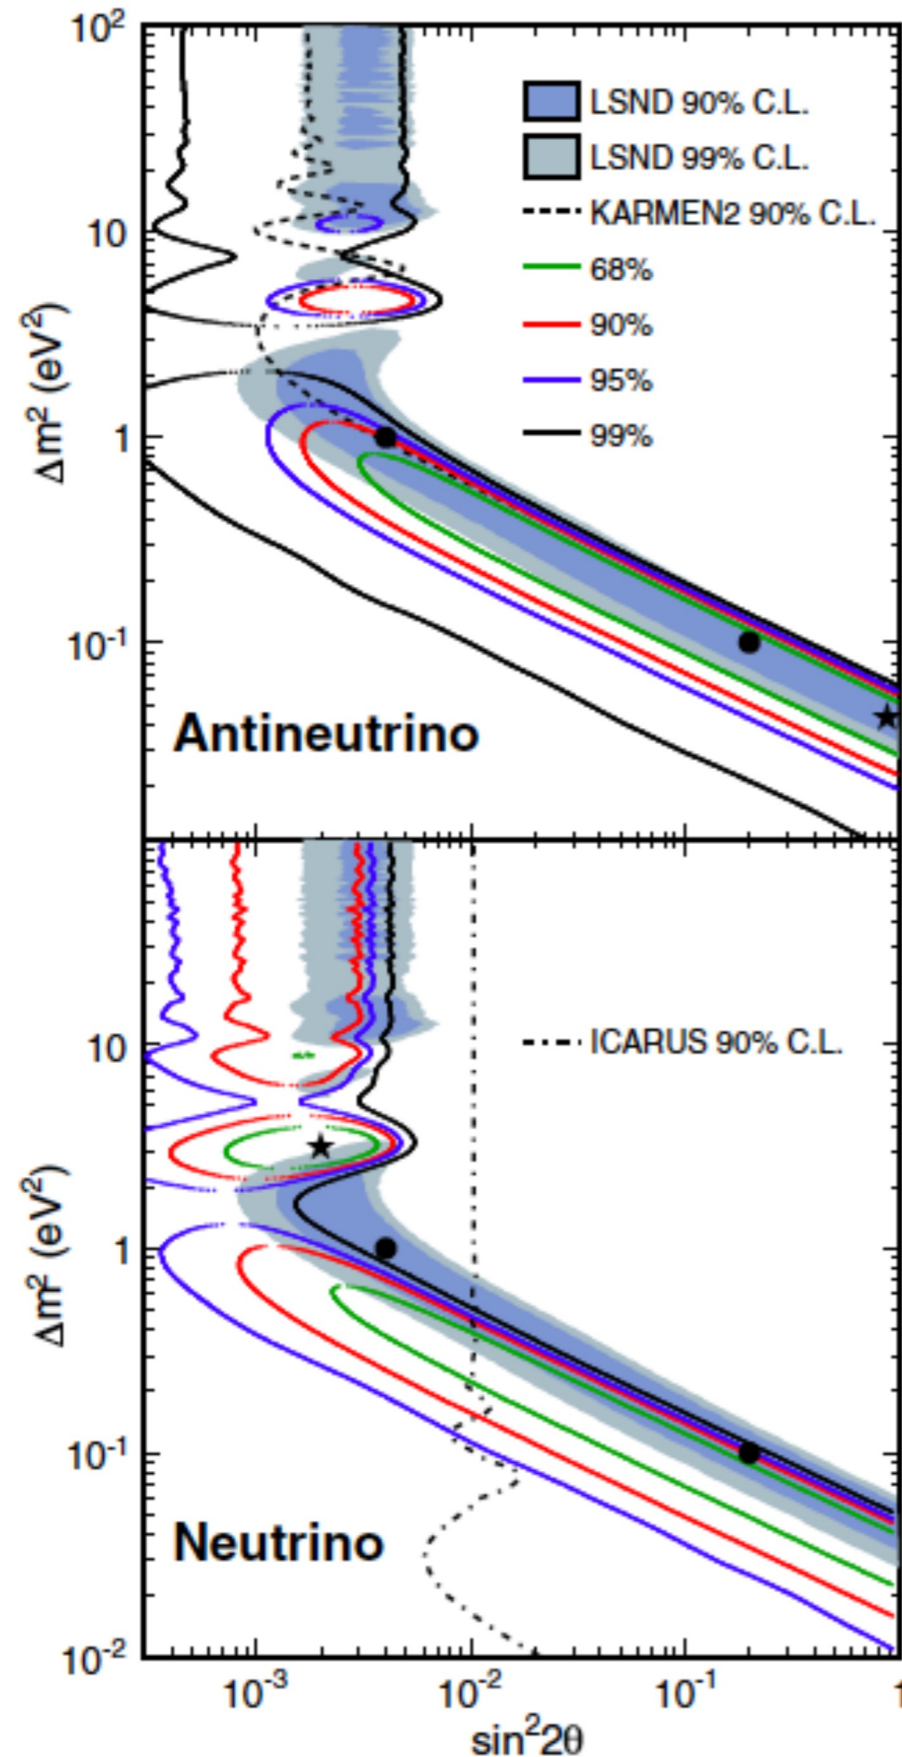 10²
LSND 90% C.L.
LSND 99% C.L.
KARMEN2 90% C.L.
10
68%
90%
95%
99%
Δm² (eV²)
1
10⁻¹
Antineutrino
ICARUS 90% C.L.
10
Δm² (eV²)
1
10⁻¹
Neutrino
10⁻²
10⁻³ 10⁻² 10⁻¹ 1
sin²2θ